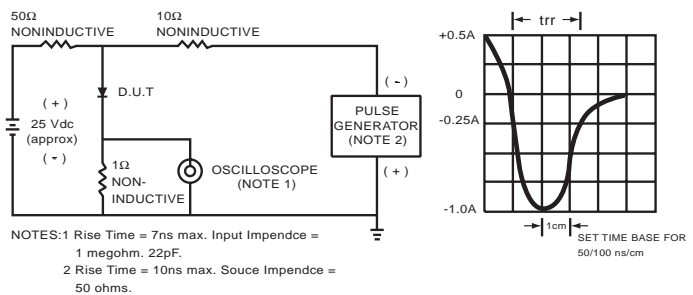 50Ω
NONINDUCTIVE
10Ω
NONINDUCTIVE
D.U.T
(+)
25 Vdc
(approx)
(-)
1Ω
NON-
INDUCTIVE
OSCILLOSCOPE
(NOTE 1)
(-)
PULSE
GENERATOR
(NOTE 2)
(+)
NOTES:1 Rise Time = 7ns max. Input Impendce =
1 megohm. 22pF.
2 Rise Time = 10ns max. Souce Impendce =
50 ohms.
trr
+0.5A
0
-0.25A
-1.0A
1cm
SET TIME BASE FOR
50/100 ns/cm